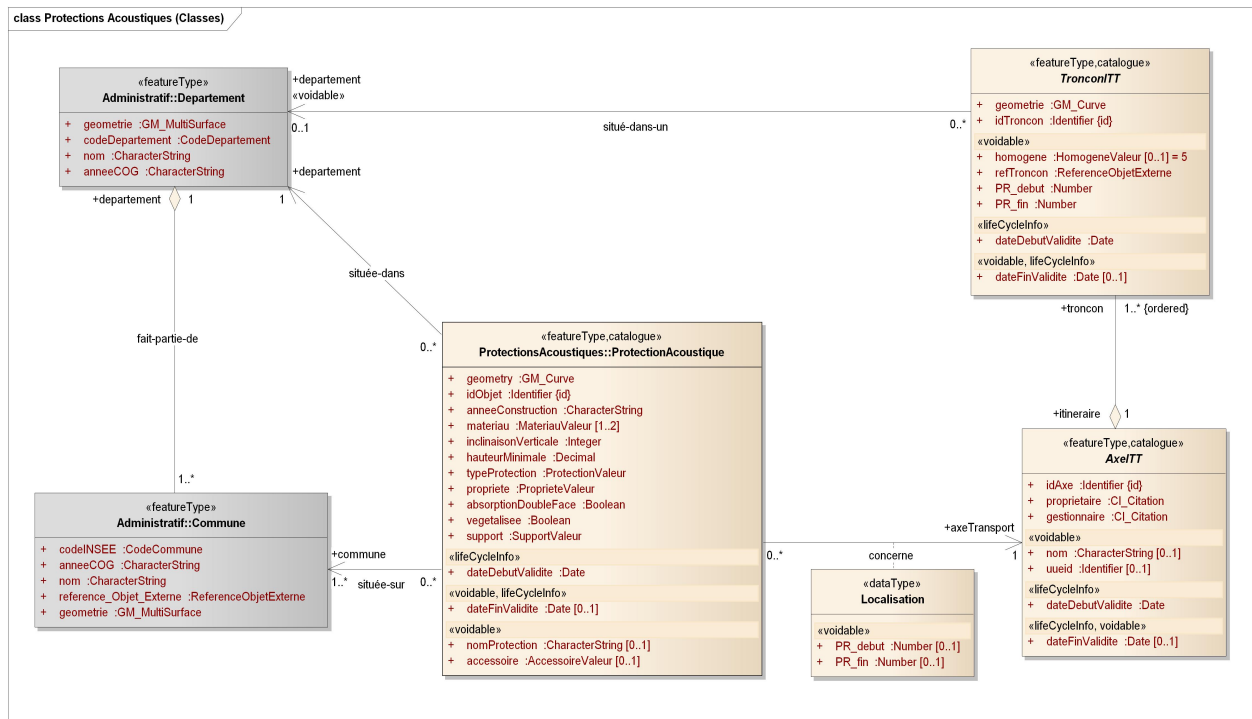 class Protections Acoustiques (Classes)
«featureType»
Administratif::Departement
+ geometrie :GM_MultiSurface
+ codeDepartement :CodeDepartement
+ nom :CharacterString
+ anneeCOG :CharacterString
+departement
«voidable»
0..1
situé-dans-un
0..*
«featureType,catalogue»
TronconITT
+ geometrie :GM_Curve
+ idTroncon :Identifier {id}
«voidable»
+ homogene :HomogeneValeur [0..1] = 5
+ refTroncon :ReferenceObjetExterne
+ PR_debut :Number
+ PR_fin :Number
«lifeCycleInfo»
+ dateDebutValidite :Date
«voidable, lifeCycleInfo»
+ dateFinValidite :Date [0..1]
+departement
1
+departement
1
située-dans
0..*
fait-partie-de
1..*
+troncon
1..* {ordered}
+itineraire
1
«featureType,catalogue»
ProtectionsAcoustiques::ProtectionAcoustique
+ geometry :GM_Curve
+ idObjet :Identifier {id}
+ anneeConstruction :CharacterString
+ materiau :MateriauValeur [1..2]
+ inclinaisonVerticale :Integer
+ hauteurMinimale :Decimal
+ typeProtection :ProtectionValeur
+ propriete :ProprieteValeur
+ absorptionDoubleFace :Boolean
+ vegetalisee :Boolean
+ support :SupportValeur
«lifeCycleInfo»
+ dateDebutValidite :Date
«voidable, lifeCycleInfo»
+ dateFinValidite :Date [0..1]
«voidable»
+ nomProtection :CharacterString [0..1]
+ accessoire :AccessoireValeur [0..1]
«featureType»
Administratif::Commune
+ codeINSEE :CodeCommune
+ anneeCOG :CharacterString
+ nom :CharacterString
+ reference_Objet_Externe :ReferenceObjetExterne
+ geometrie :GM_MultiSurface
+commune
1..*
située-sur
0..*
0..*
concerne
+axeTransport
1
«dataType»
Localisation
«voidable»
+ PR_debut :Number [0..1]
+ PR_fin :Number [0..1]
«featureType,catalogue»
AxeITT
+ idAxe :Identifier {id}
+ proprietaire :CI_Citation
+ gestionnaire :CI_Citation
«voidable»
+ nom :CharacterString [0..1]
+ uueid :Identifier [0..1]
«lifeCycleInfo»
+ dateDebutValidite :Date
«lifeCycleInfo, voidable»
+ dateFinValidite :Date [0..1]